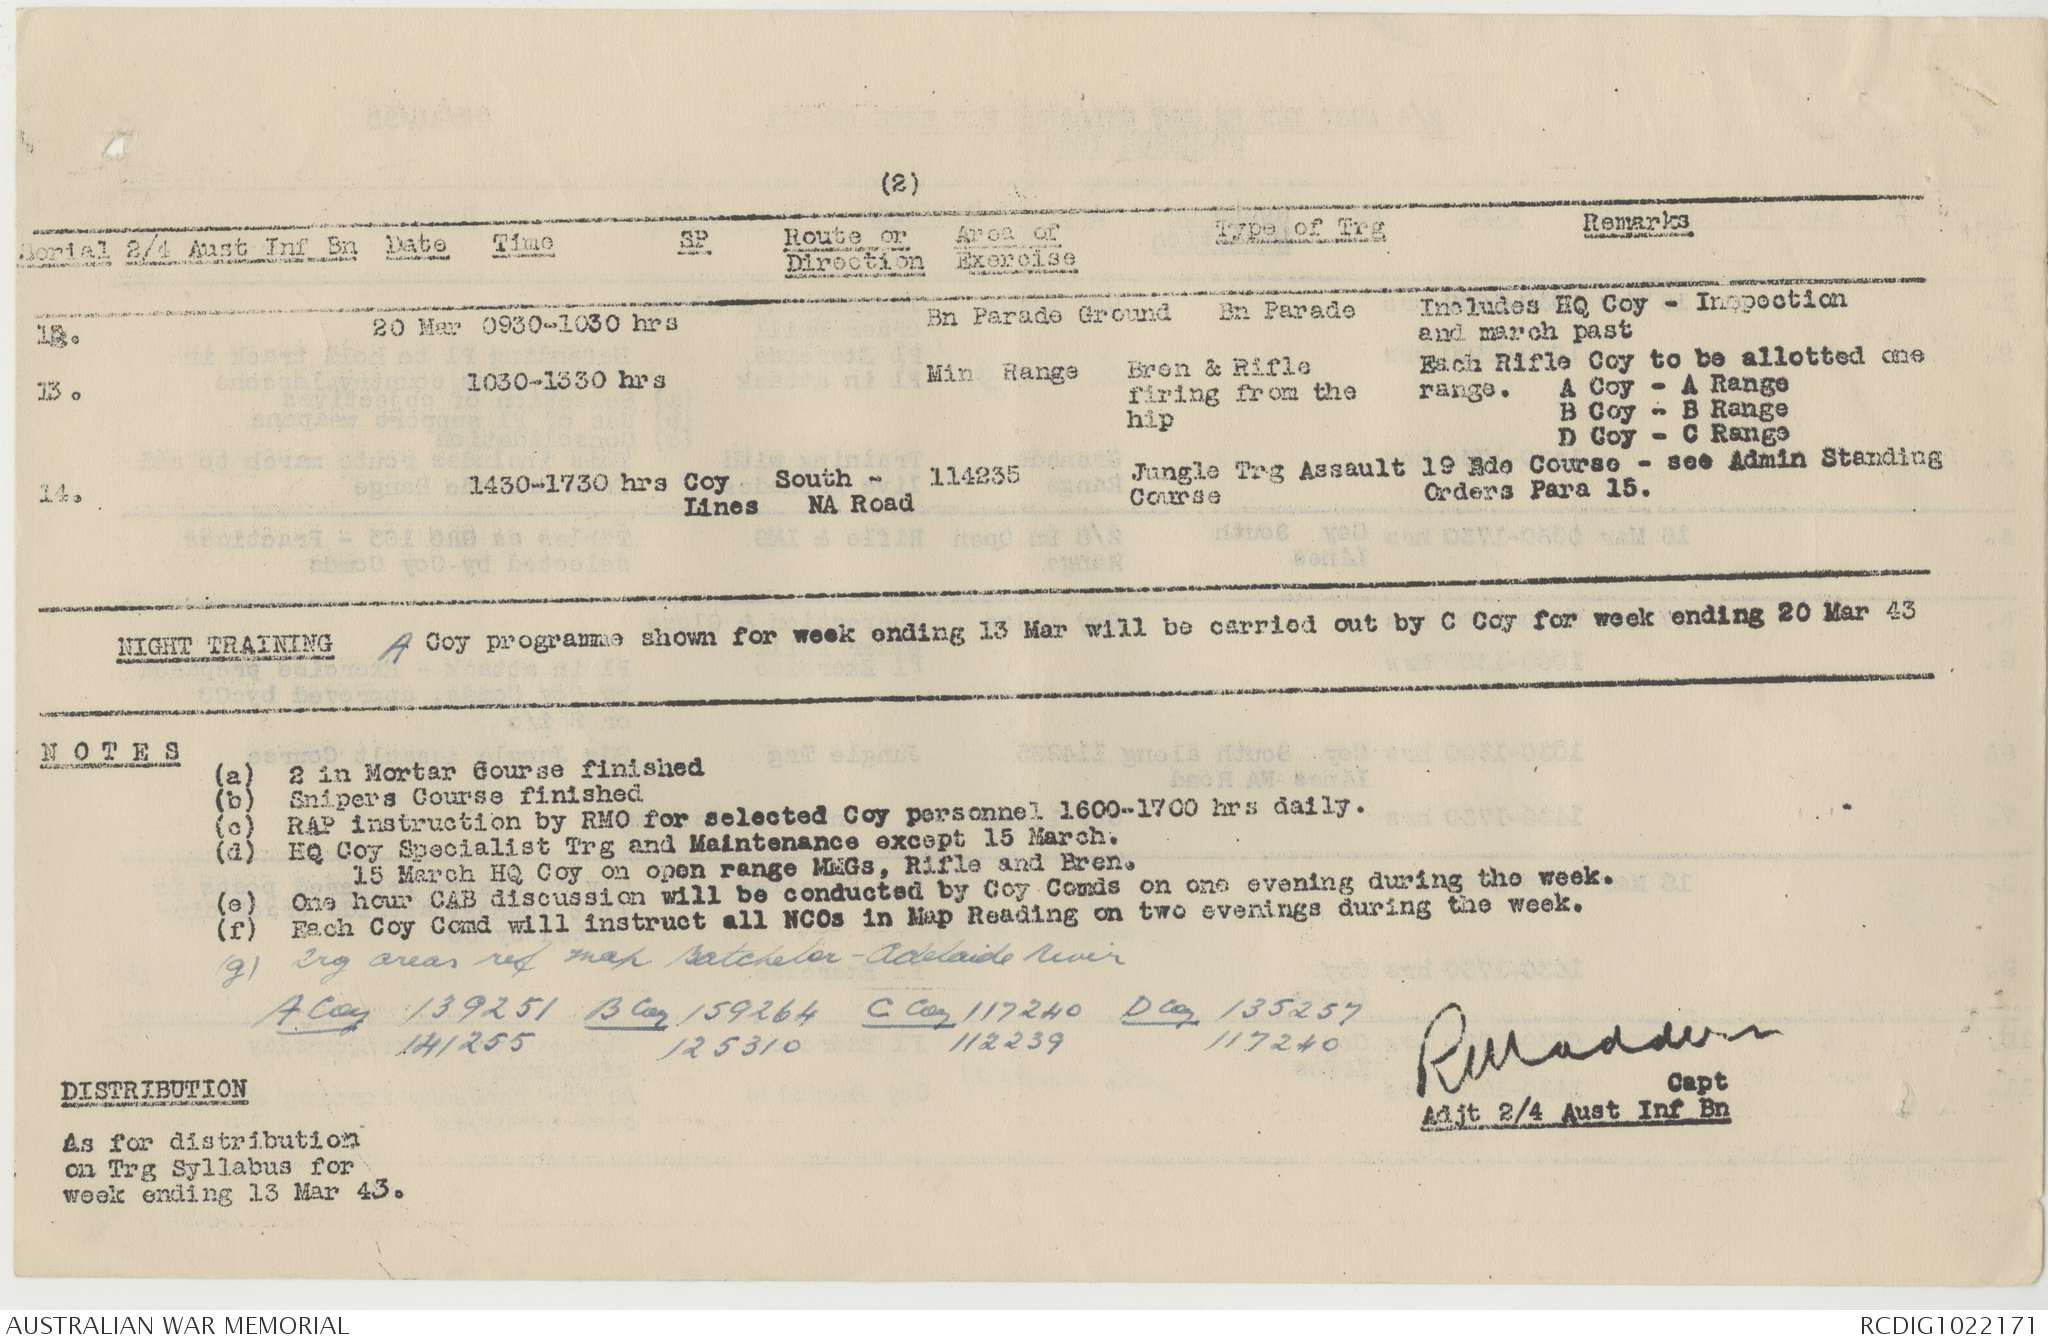 (2)
Serial 2/4 Aust Inf Bn Date Time SP Route or Direction Area of Exercise Type of Trg Remarks
12. 20 Mar 0930-1030 hrs Bn Parade Ground Bn Parade Includes HQ Coy - Inspection
and march past
13. 1030-1330 hrs Min Range Bren & Rifle firing from the hip Each Rifle Coy to be allotted one
range. A Coy - A Range
B Coy - B Range
D Coy - C Range
14. 1430-1730 hrs Coy Lines South - NA Road 114235 Jungle Trg Assault Course 19 Bde Course - see Admin Standing
Orders Para 15.
NIGHT TRAINING A Coy programme shown for week ending 13 Mar will be carried out by C Coy for week ending 20 Mar 43
N O T E S
(a) 2 in Mortar Course finished
(b) Snipers Course finished
(c) RAP instruction by RMO for selected Coy personnel 1600-1700 hrs daily.
(d) HQ Coy Specialist Trg and Maintenance except 15 March.
15 March HQ Coy on open range MMGs, Rifle and Bren.
(e) One hour CAB discussion will be conducted by Coy Comds on one evening during the week.
(f) Each Coy Comd will instruct all NCOs in Map Reading on two evenings during the week.
(g) Trg areas ref map Batchelor - Adelaide River
A Coy 139251 B Coy 159264 C Coy 117240 D Coy 135257
141255 125310 112239 117240
Capt
Adjt 2/4 Aust Inf Bn
DISTRIBUTION
As for distribution
on Trg Syllabus for
week ending 13 Mar 43.
AUSTRALIAN WAR MEMORIAL
RCDIG1022171